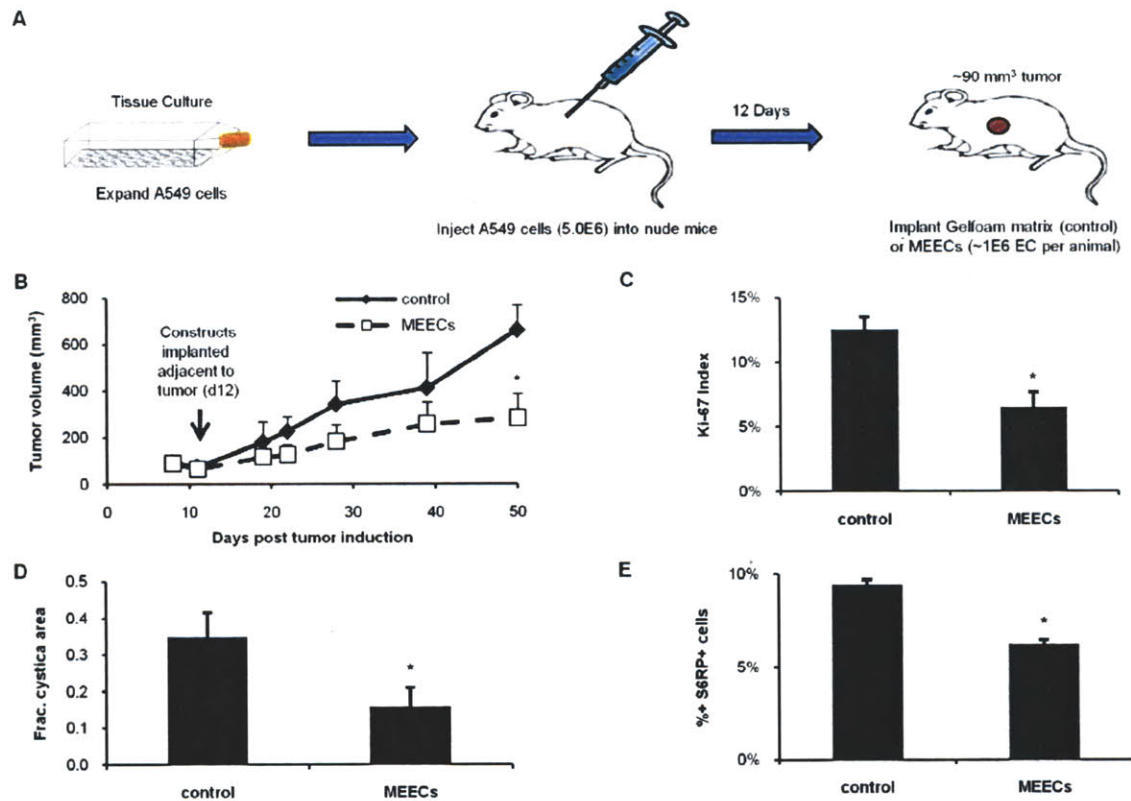 A
Tissue Culture
Expand A549 cells
Inject A549 cells (5.0E6) into nude mice
12 Days
~90 mm³ tumor
Implant Gelfoam matrix (control)
or MEECs (~1E6 EC per animal)
B
Tumor volume (mm³)
800
600
400
200
0
Constructs
implanted
adjacent to
tumor (d12)
control
MEECs
*
0
10
20
30
40
50
Days post tumor induction
C
Ki-67 Index
15%
10%
5%
0%
*
control
MEECs
D
Frac. cystica area
0.5
0.4
0.3
0.2
0.1
0.0
*
control
MEECs
E
%+ S6RP+ cells
10%
5%
0%
*
control
MEECs